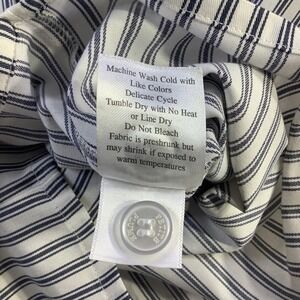 Machine Wash Cold with
Like Colors
Delicate Cycle
Tumble Dry with No Heat
or Line Dry
Do Not Bleach
Fabric is preshrunk but
may shrink if exposed to
warm temperatures